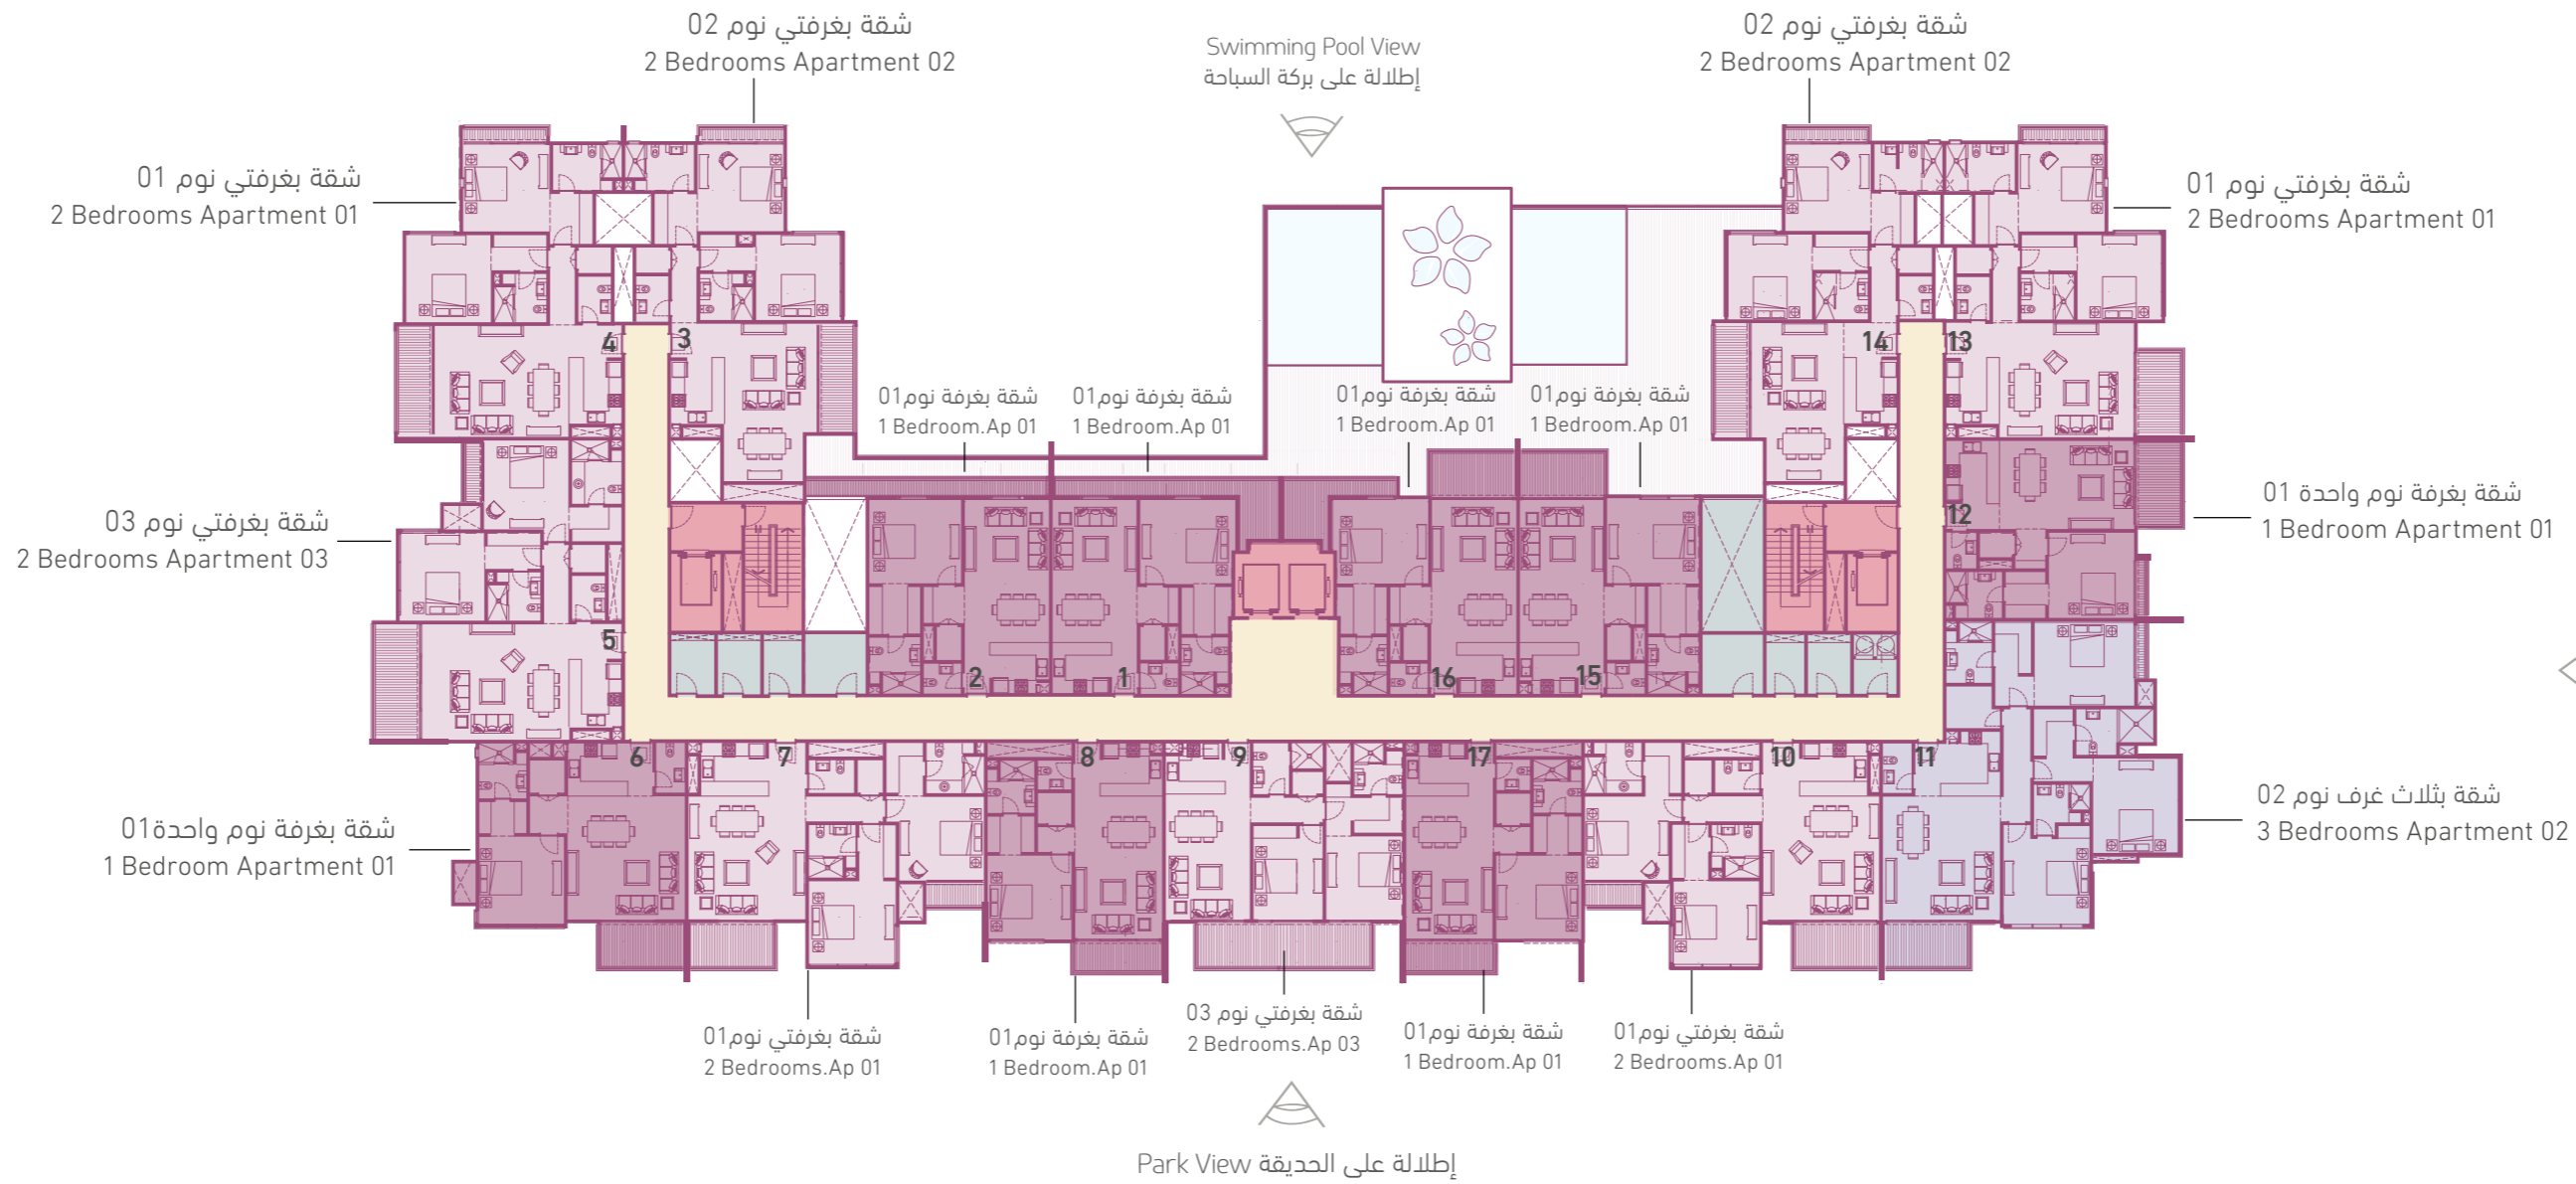 شقة بغرفتي نوم 02
2 Bedrooms Apartment 02
Swimming Pool View
إطلالة على بركة السباحة
شقة بغرفتي نوم 02
2 Bedrooms Apartment 02
شقة بغرفتي نوم 01
2 Bedrooms Apartment 01
شقة بغرفتي نوم 01
2 Bedrooms Apartment 01
4
3
14
13
شقة بغرفة نوم01
1 Bedroom.Ap 01
شقة بغرفة نوم01
1 Bedroom.Ap 01
شقة بغرفة نوم01
1 Bedroom.Ap 01
شقة بغرفة نوم01
1 Bedroom.Ap 01
شقة بغرفتي نوم 03
2 Bedrooms Apartment 03
12
شقة بغرفة نوم واحدة 01
1 Bedroom Apartment 01
5
2
1
16
15
6
7
8
9
17
10
11
شقة بغرفة نوم واحدة01
1 Bedroom Apartment 01
شقة بثلاث غرف نوم 02
3 Bedrooms Apartment 02
شقة بغرفتي نوم01
2 Bedrooms.Ap 01
شقة بغرفة نوم01
1 Bedroom.Ap 01
شقة بغرفتي نوم 03
2 Bedrooms.Ap 03
شقة بغرفة نوم01
1 Bedroom.Ap 01
شقة بغرفتي نوم01
2 Bedrooms.Ap 01
Park View إطلالة على الحديقة